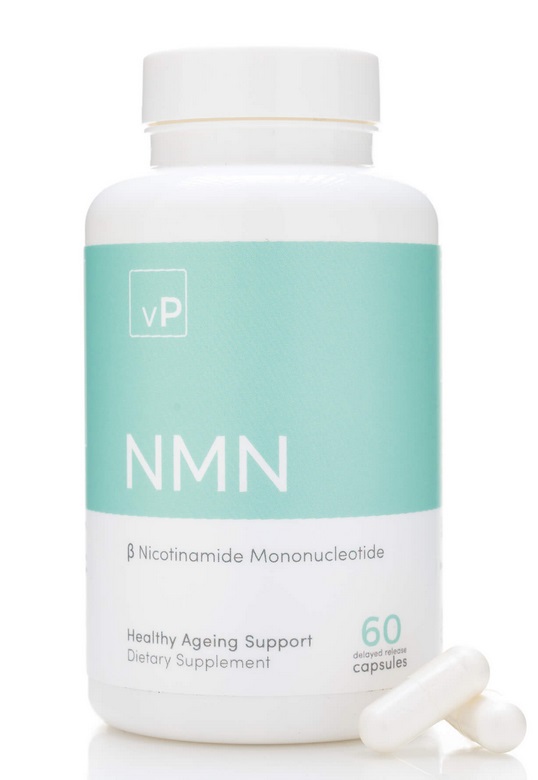 vP
NMN
β Nicotinamide Mononucleotide
Healthy Ageing Support
Dietary Supplement
60
delayed release
capsules